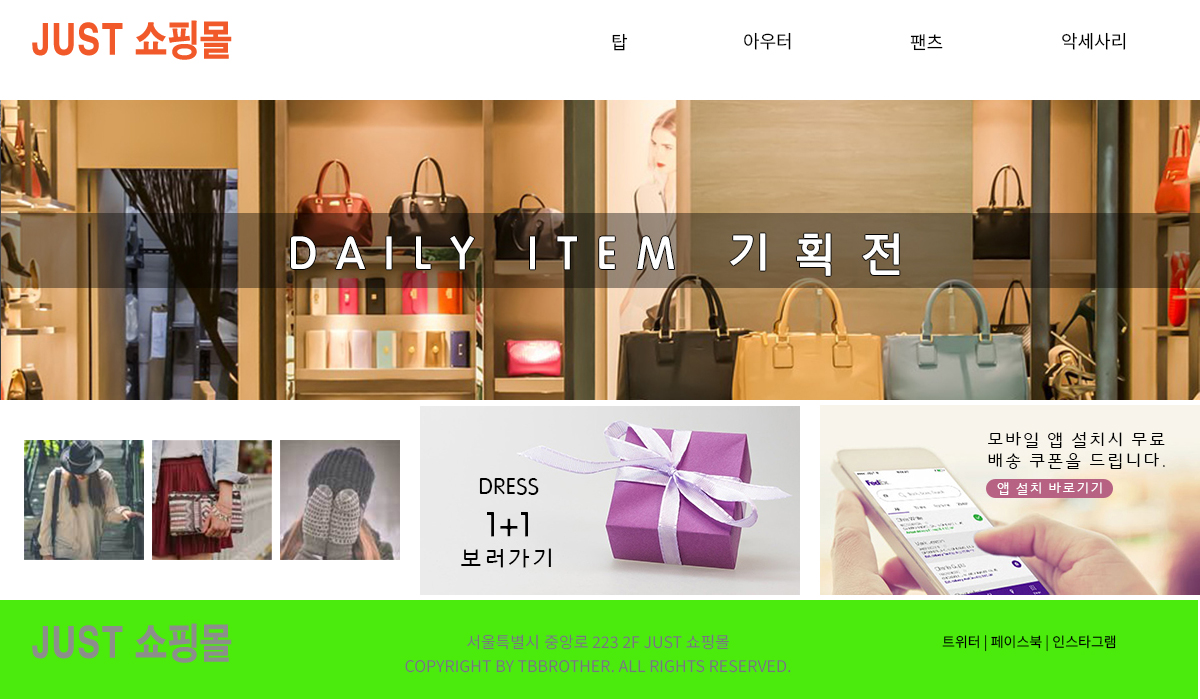 JUST 쇼핑몰
탑 아우터 팬츠 악세사리
DAILY ITEM 기획전
DRESS
1+1
보러가기
모바일 앱 설치시 무료
배송 쿠폰을 드립니다.
앱 설치 바로기기
FedEx
JUST 쇼핑몰
서울특별시 중앙로 223 2F JUST 쇼핑몰
COPYRIGHT BY TBBROTHER. ALL RIGHTS RESERVED.
트위터 | 페이스북 | 인스타그램